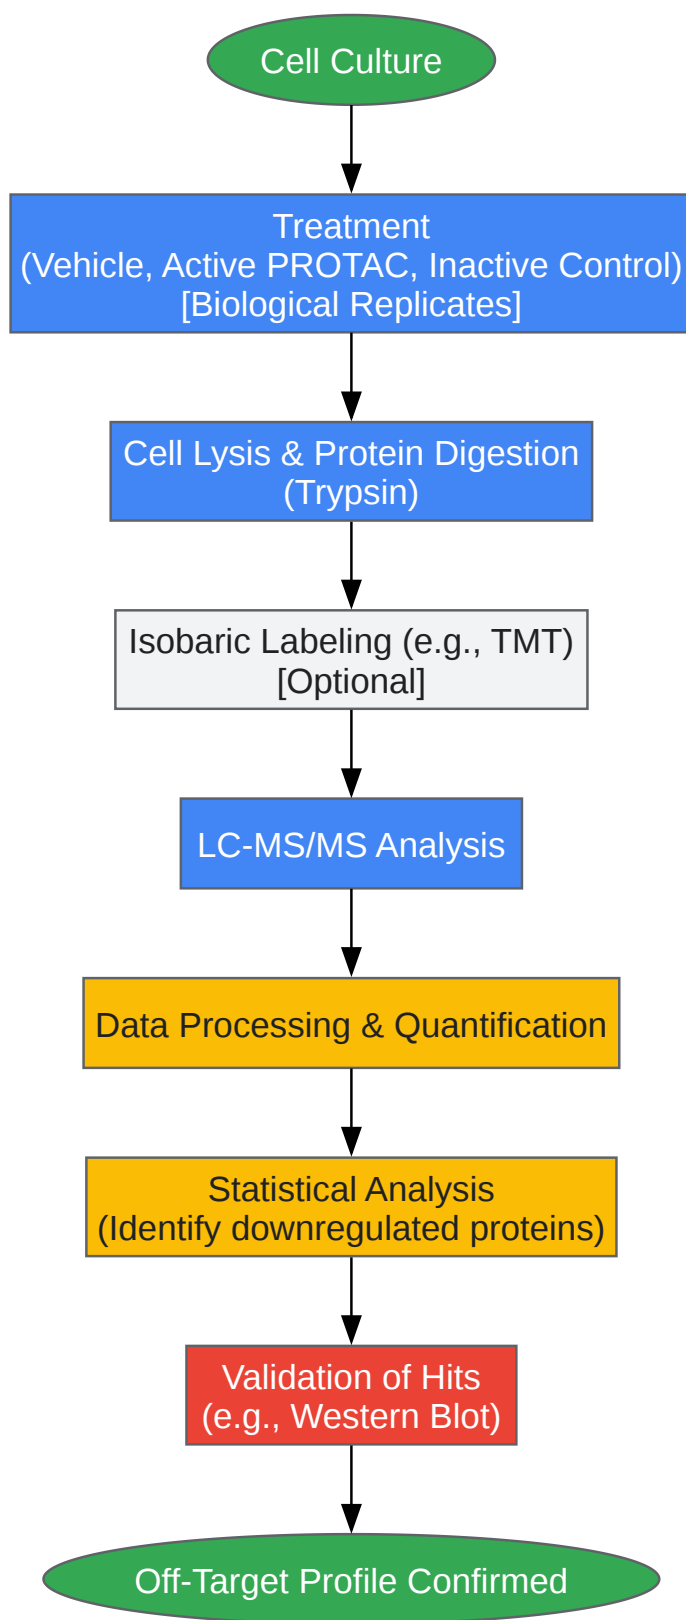 Cell Culture
Treatment
(Vehicle, Active PROTAC, Inactive Control)
[Biological Replicates]
Cell Lysis & Protein Digestion
(Trypsin)
Isobaric Labeling (e.g., TMT)
[Optional]
LC-MS/MS Analysis
Data Processing & Quantification
Statistical Analysis
(Identify downregulated proteins)
Validation of Hits
(e.g., Western Blot)
Off-Target Profile Confirmed